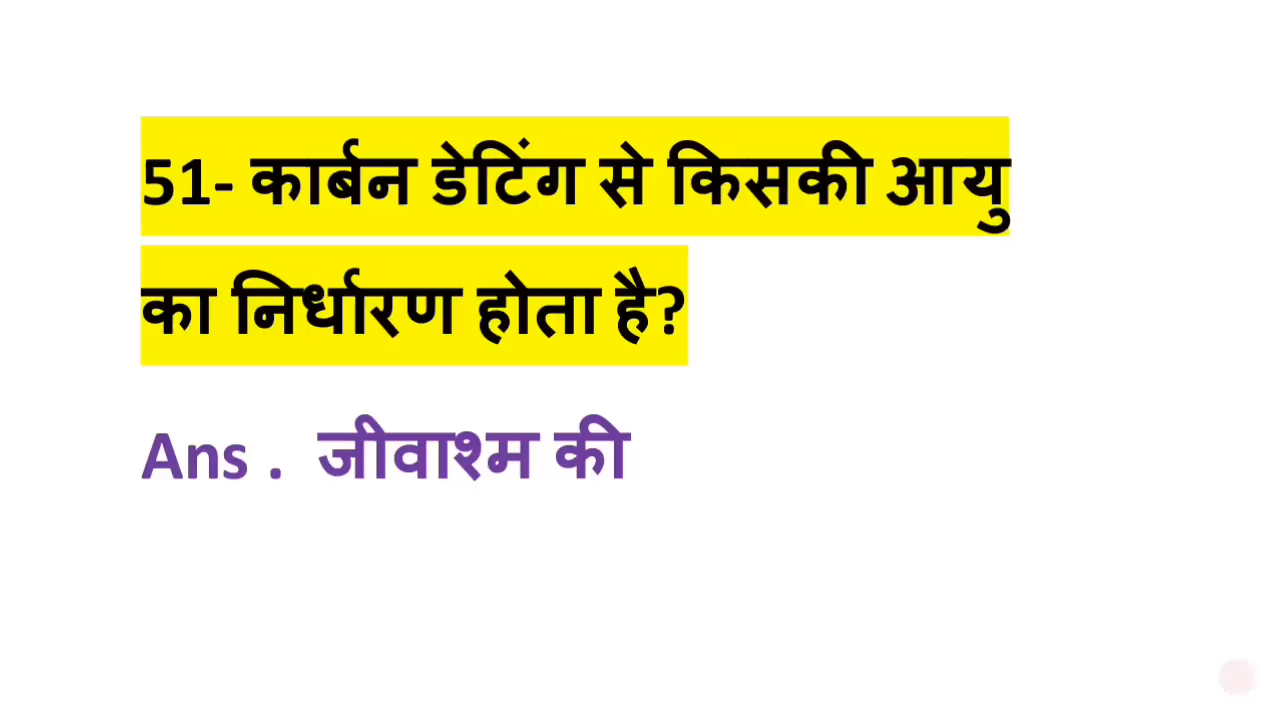 51- कार्बन डेटिंग से किसकी आयु
का निर्धारण होता है?
Ans . जीवाश्म की